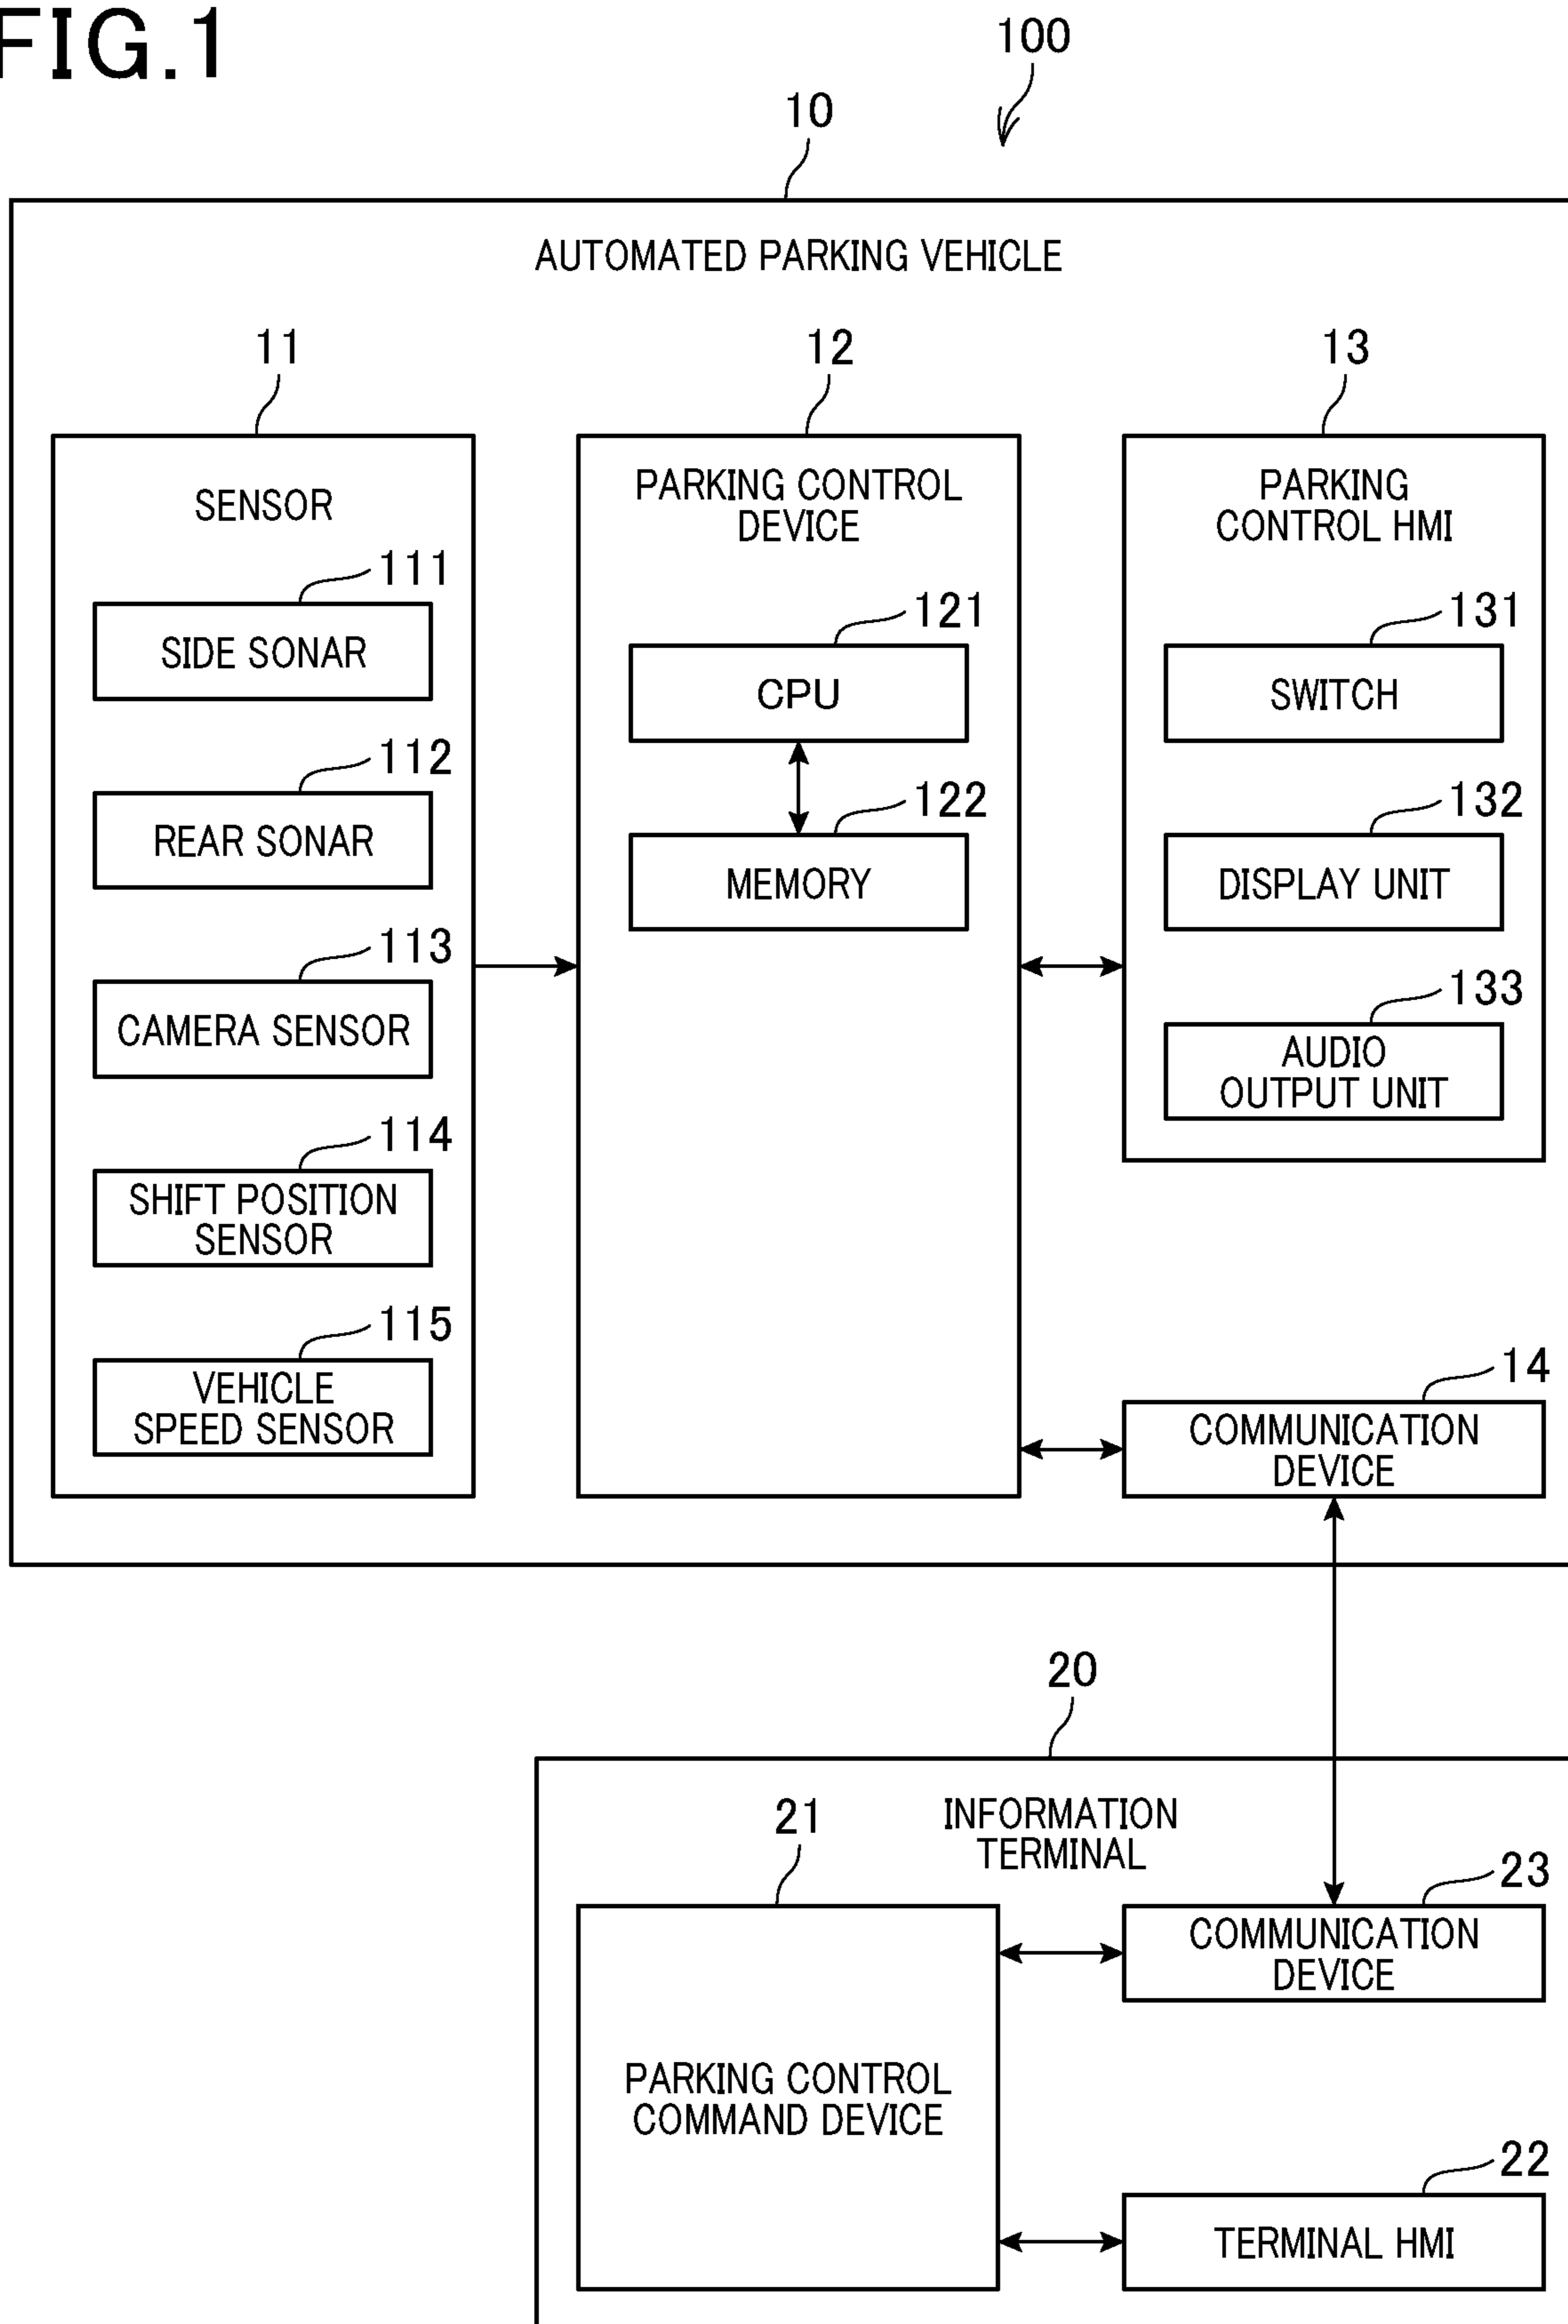 FIG.1
100
10
AUTOMATED PARKING VEHICLE
11
SENSOR
111
SIDE SONAR
112
REAR SONAR
113
CAMERA SENSOR
114
SHIFT POSITION
SENSOR
115
VEHICLE
SPEED SENSOR
12
PARKING CONTROL
DEVICE
121
CPU
122
MEMORY
13
PARKING
CONTROL HMI
131
SWITCH
132
DISPLAY UNIT
133
AUDIO
OUTPUT UNIT
14
COMMUNICATION
DEVICE
20
INFORMATION
TERMINAL
21
PARKING CONTROL
COMMAND DEVICE
23
COMMUNICATION
DEVICE
22
TERMINAL HMI